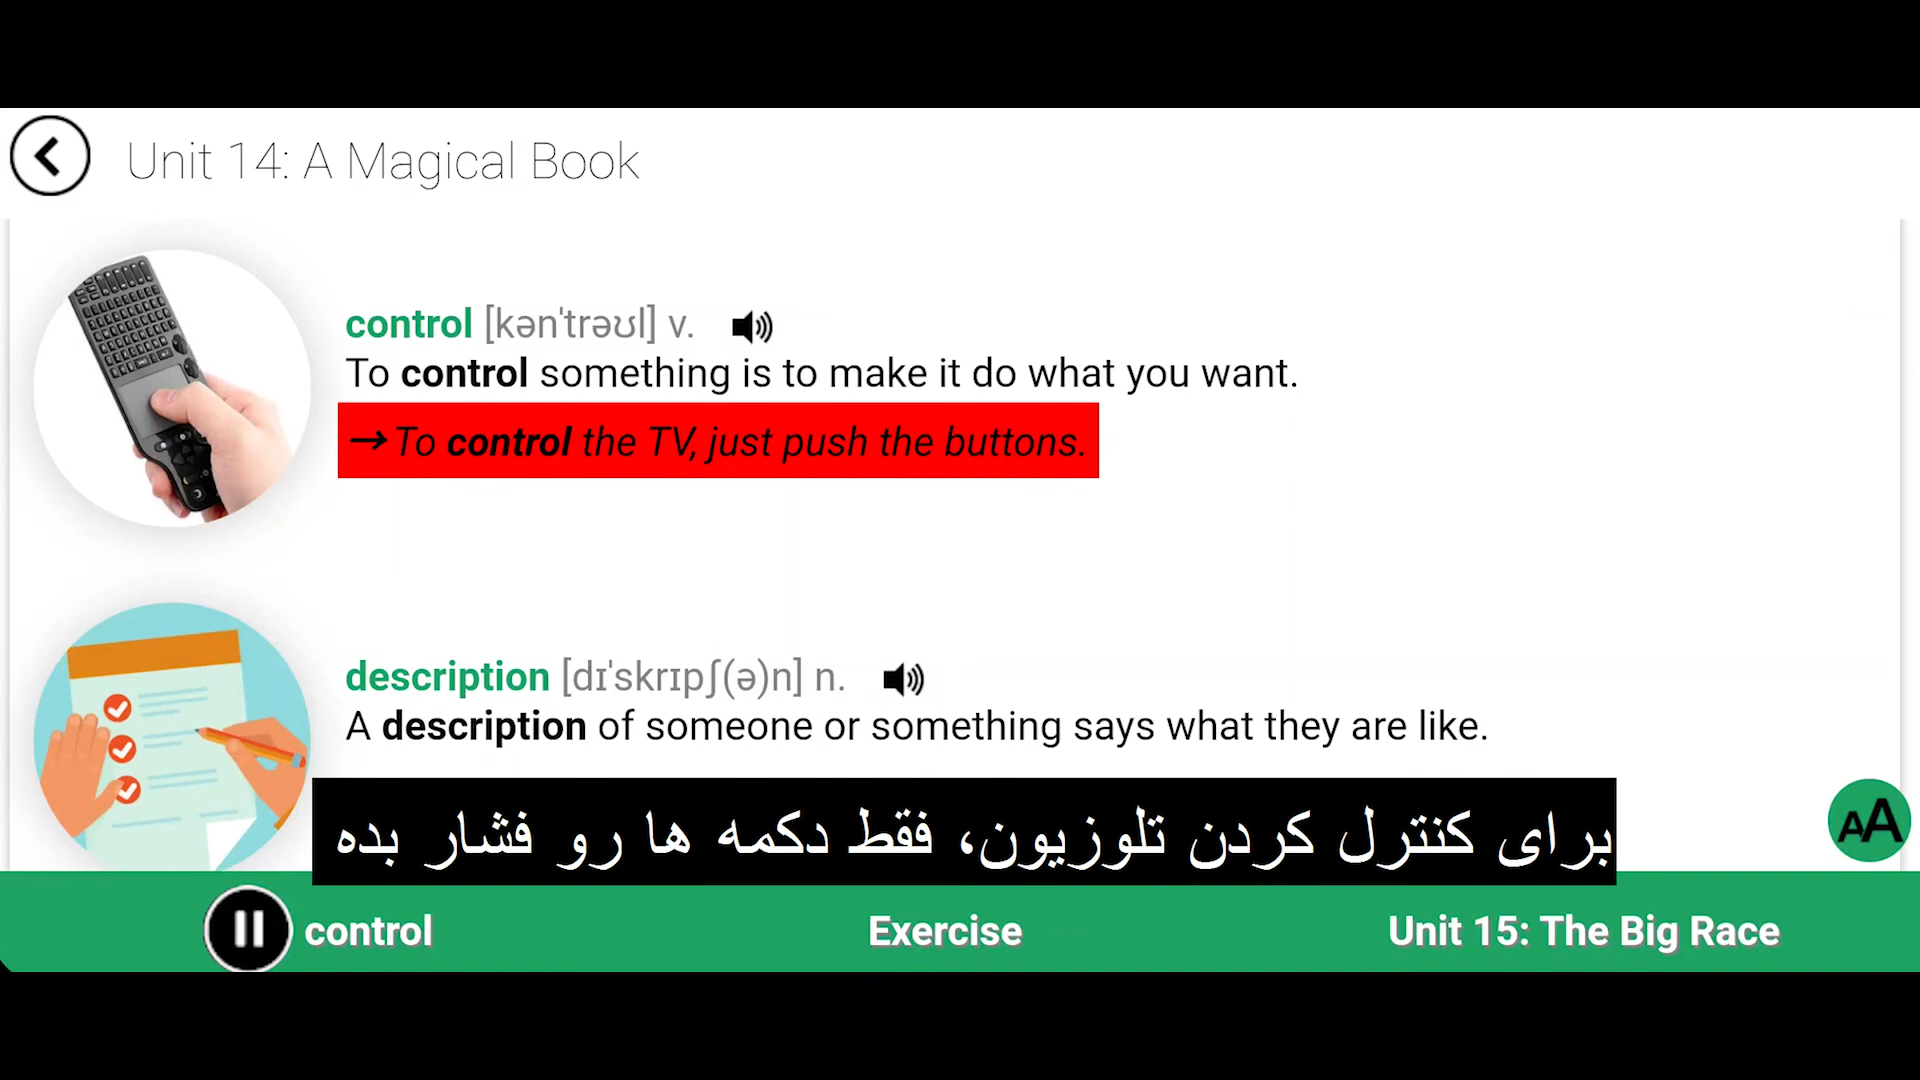 Unit 14: A Magical Book
control [kən'trəʊl] v.
To control something is to make it do what you want.
→ To control the TV, just push the buttons.
description [dɪ'skrɪpʃ(ə)n] n.
A description of someone or something says what they are like.
برای کنترل کردن تلوزیون، فقط دکمه ها رو فشار بده
AA
control
Exercise
Unit 15: The Big Race